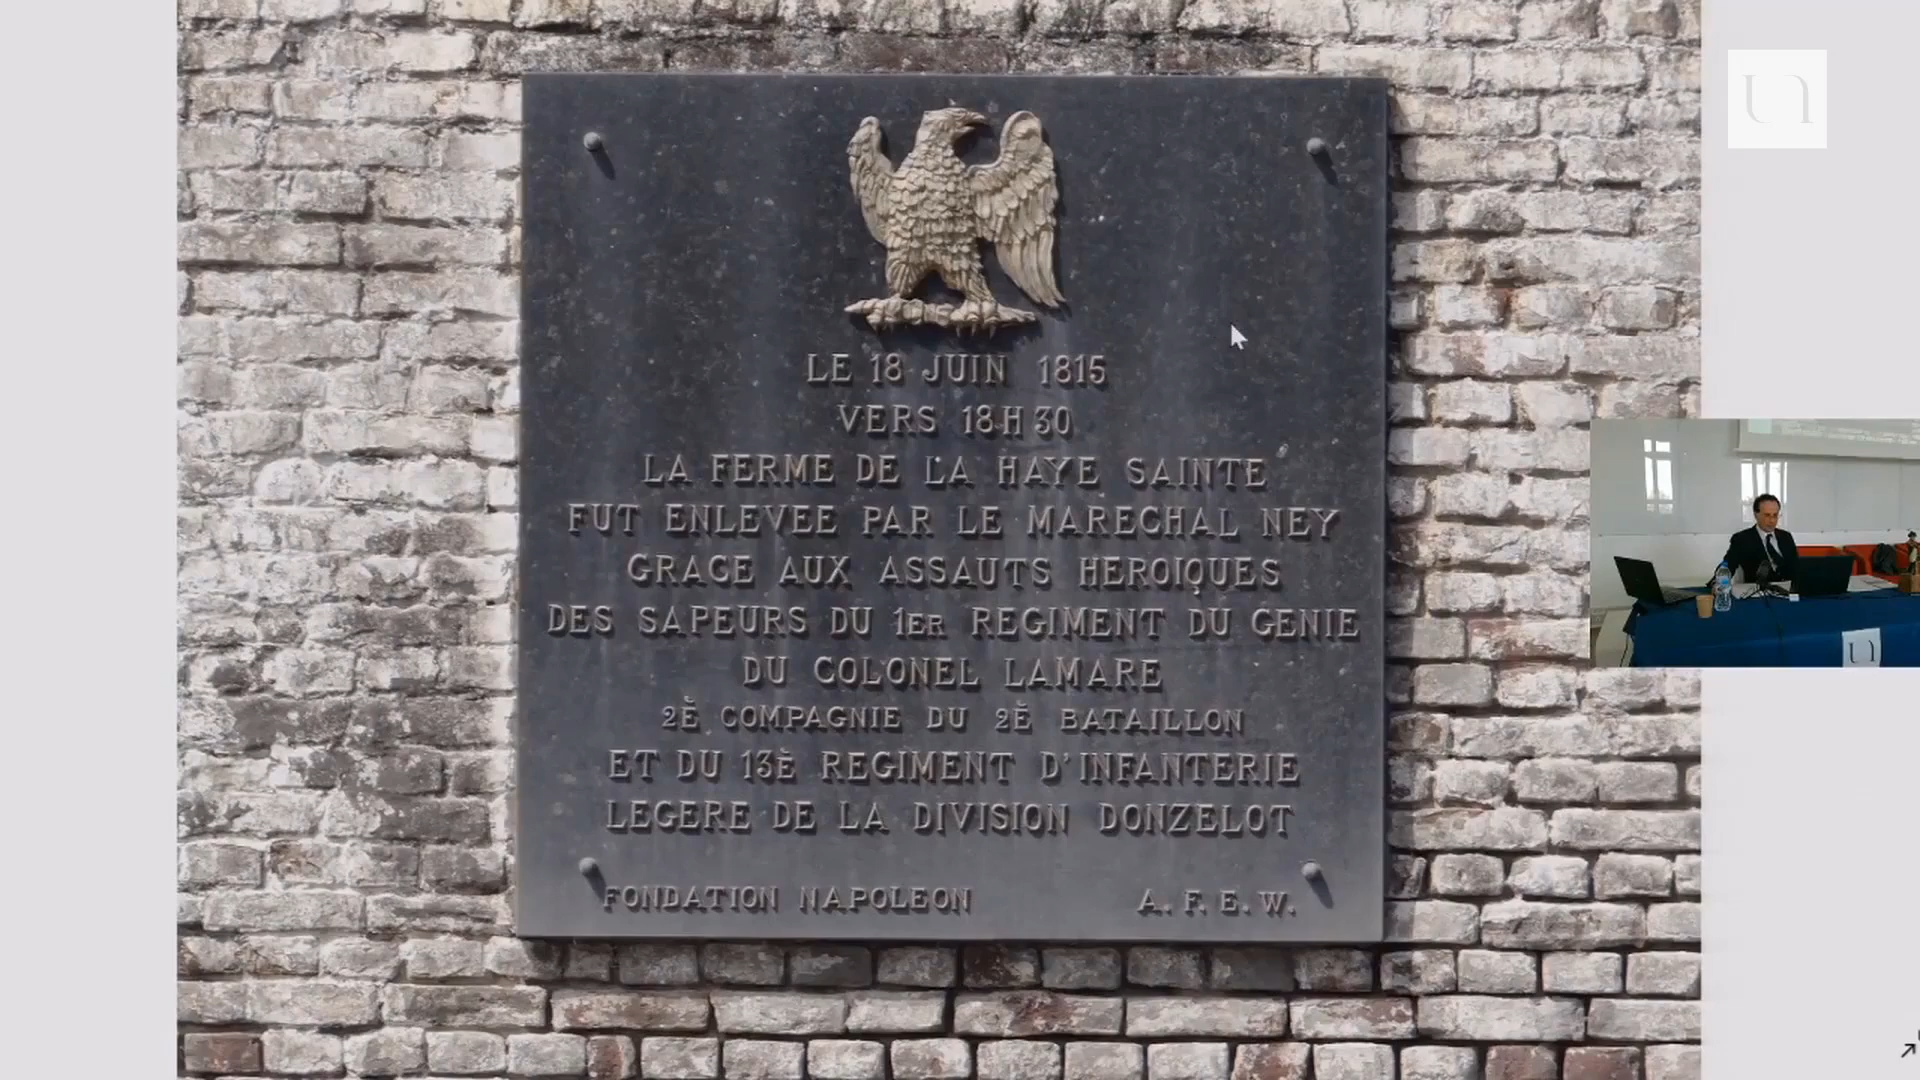 LE 18 JUIN 1815
VERS 18H30
LA FERME DE LA HAYE SAINTE
FUT ENLEVEE PAR LE MARECHAL NEY
GRACE AUX ASSAUTS HEROIQUES
DES SAPEURS DU 1ER REGIMENT DU GENIE
DU COLONEL LAMARE
2È COMPAGNIE DU 2È BATAILLON
ET DU 13È REGIMENT D'INFANTERIE
LEGERE DE LA DIVISION DONZELOT
FONDATION NAPOLEON A.F.E.W.